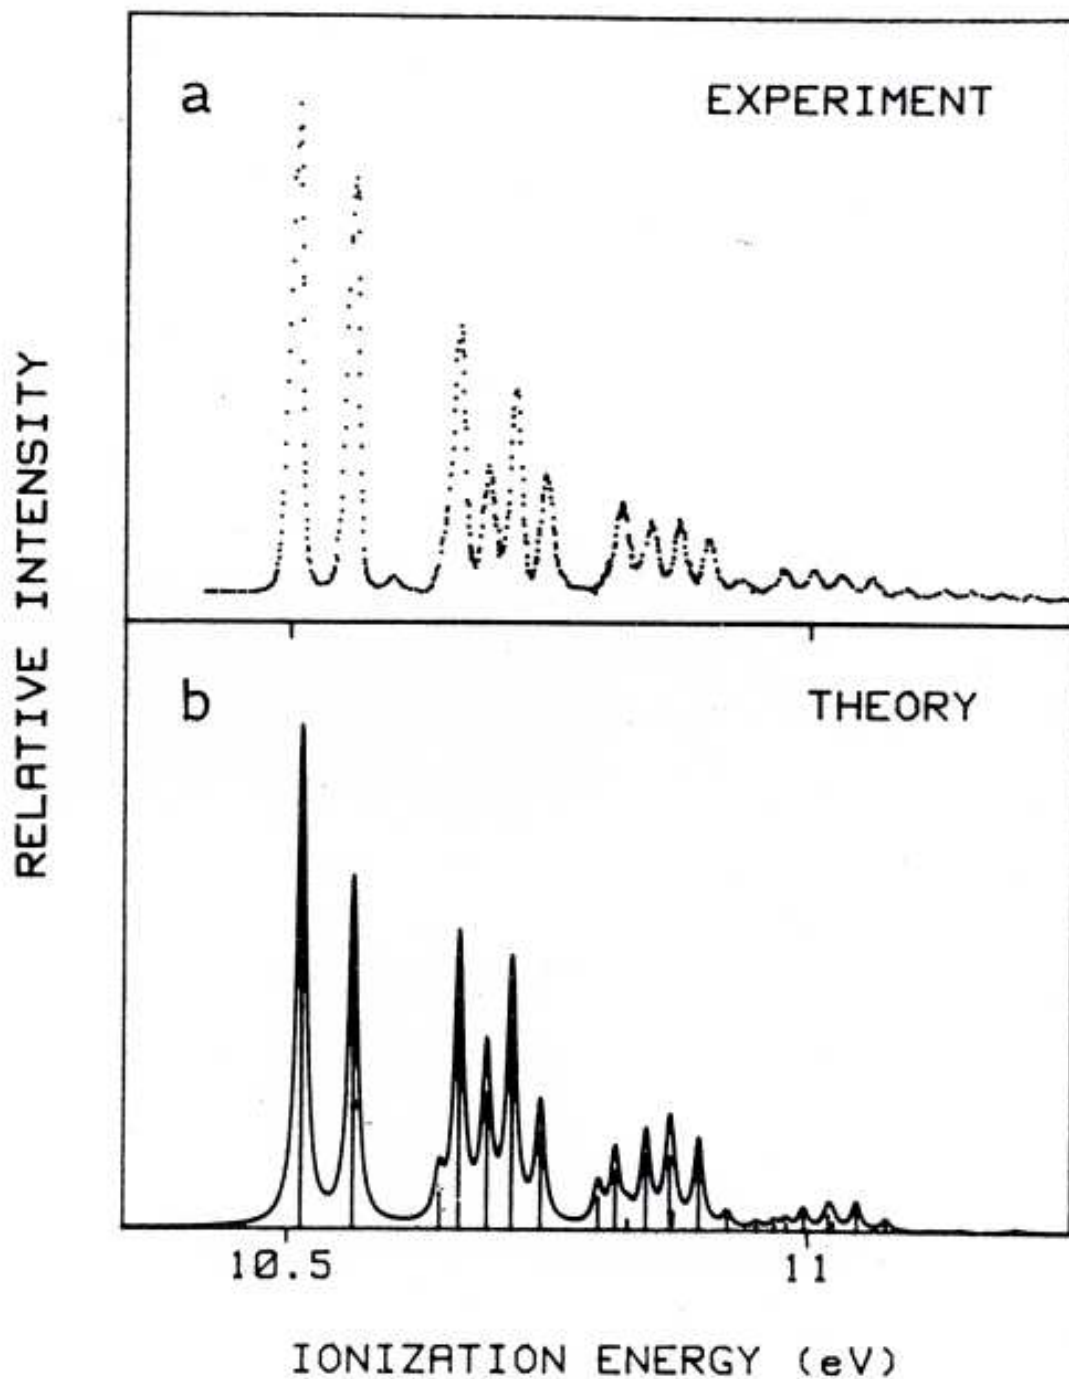 a
EXPERIMENT
RELATIVE INTENSITY
b
THEORY
10.5
11
IONIZATION ENERGY (eV)